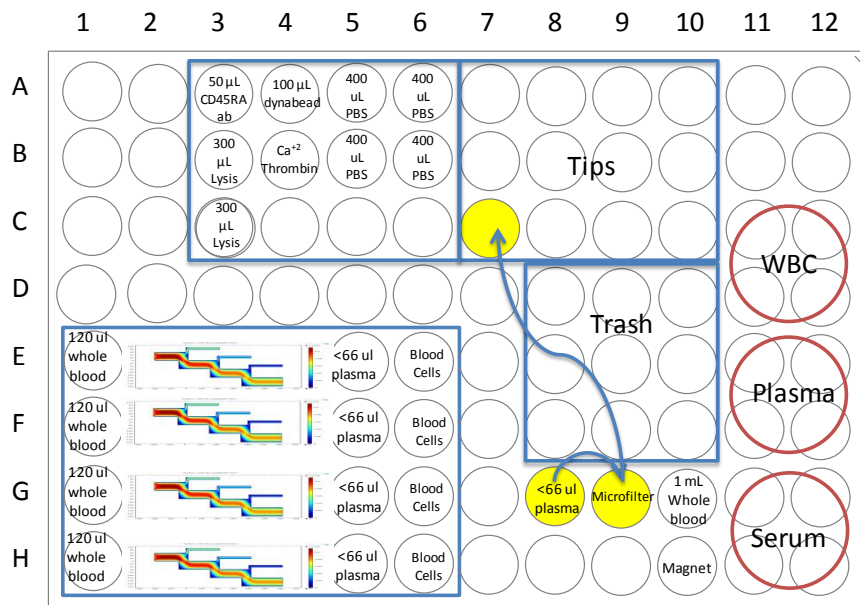 1 2 3 4 5 6 7 8 9 10 11 12
A
50 µL
CD45RA
ab
100 µL
dynabead
400
uL
PBS
400
uL
PBS
B
300
µL
Lysis
Ca+2
Thrombin
400
uL
PBS
400
uL
PBS
Tips
C
300
µL
Lysis
WBC
D
Trash
E
120 ul
whole
blood
<66 ul
plasma
Blood
Cells
Plasma
F
120 ul
whole
blood
<66 ul
plasma
Blood
Cells
G
120 ul
whole
blood
<66 ul
plasma
Blood
Cells
<66 ul
plasma
Microfilter
1 mL
Whole
blood
Serum
H
120 ul
whole
blood
<66 ul
plasma
Blood
Cells
Magnet